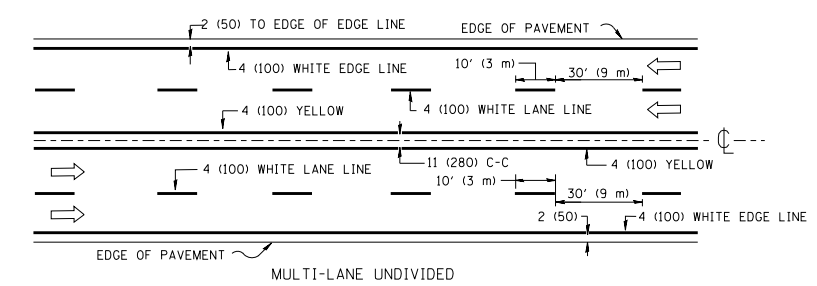 2 (50) TO EDGE OF EDGE LINE
EDGE OF PAVEMENT
4 (100) WHITE EDGE LINE
10' (3 m)
30' (9 m)
4 (100) YELLOW
4 (100) WHITE LANE LINE
℄
4 (100) WHITE LANE LINE
11 (280) C-C
4 (100) YELLOW
10' (3 m)
30' (9 m)
2 (50)
4 (100) WHITE EDGE LINE
EDGE OF PAVEMENT
MULTI-LANE UNDIVIDED